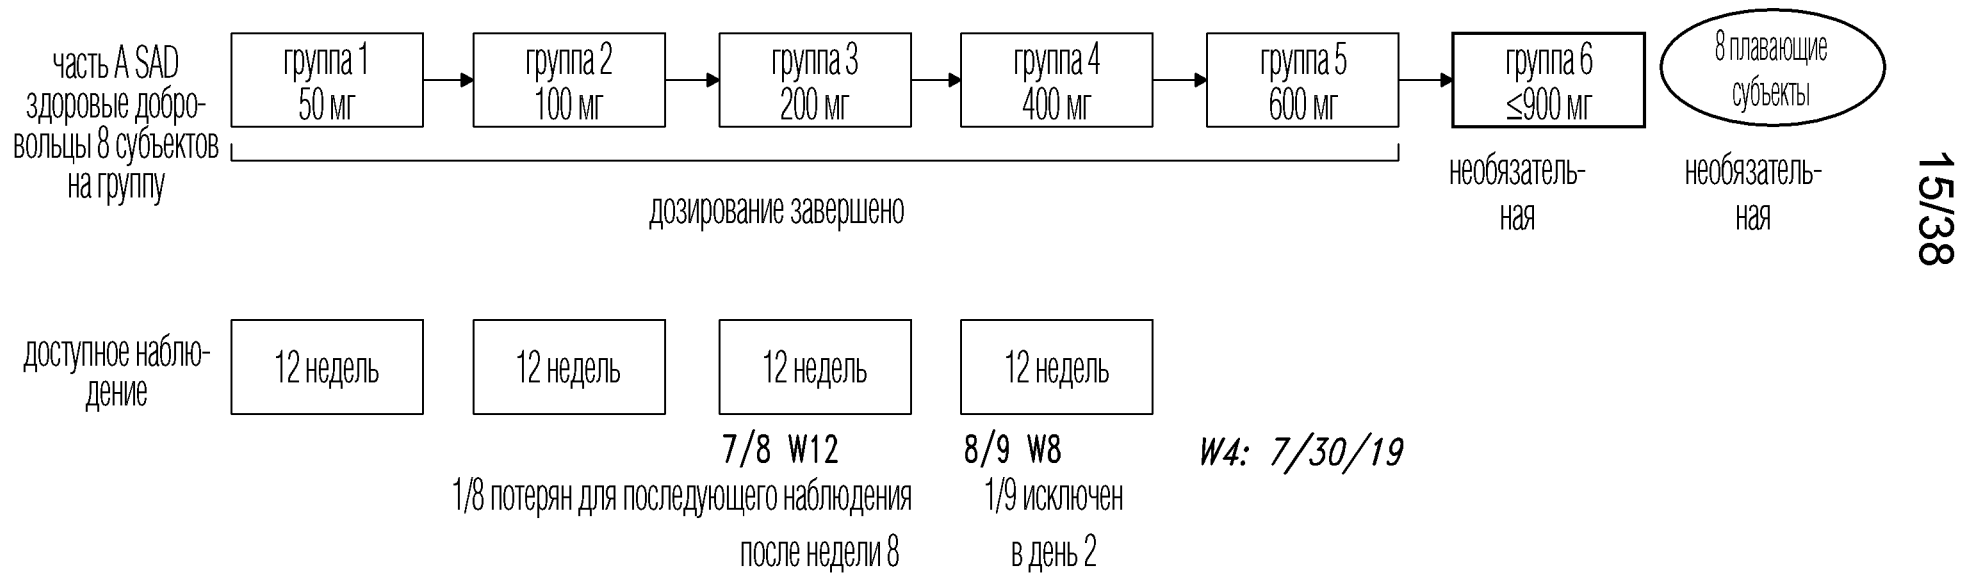 часть A SAD
здоровые добро-
вольцы 8 субъектов
на группу
группа 1
50 мг
группа 2
100 мг
группа 3
200 мг
группа 4
400 мг
группа 5
600 мг
группа 6
≤900 мг
8 плавающие
субъекты
дозирование завершено
необязатель-
ная
необязатель-
ная
15/38
доступное наблю-
дение
12 недель
12 недель
12 недель
12 недель
7/8 W12
1/8 потерян для последующего наблюдения
после недели 8
8/9 W8
1/9 исключен
в день 2
W4: 7/30/19